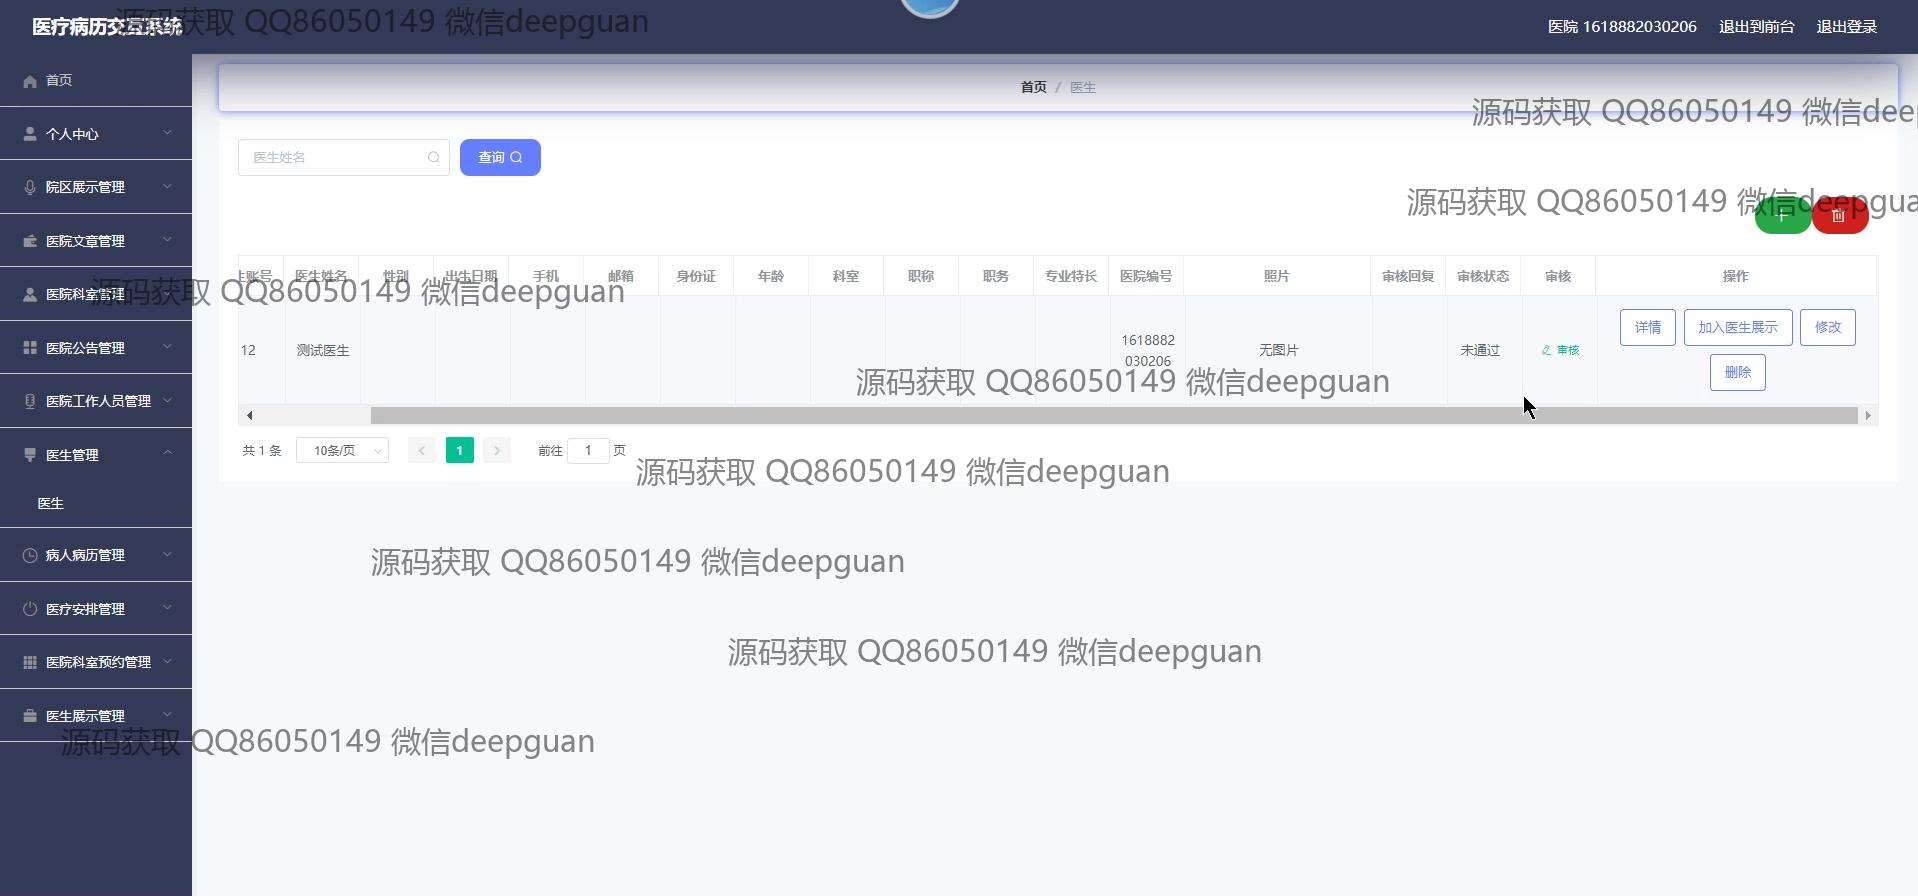 医疗病历交互系统
源码获取 QQ86050149 微信deepguan
医院 1618882030206 退出到前台 退出登录
首页
个人中心
院区展示管理
医院文章管理
医院科室管理
医院公告管理
医院工作人员管理
医生管理
医生
病人病历管理
医疗安排管理
医院科室预约管理
医生展示管理
首页 / 医生
源码获取 QQ86050149 微信dee
医生姓名 查询
源码获取 QQ86050149 微信deepgua
账号 医生姓名 性别 出生日期 手机 邮箱 身份证 年龄 科室 职称 职务 专业特长 医院编号 照片 审核回复 审核状态 审核 操作
源码获取 QQ86050149 微信deepguan
12 测试医生 1618882030206 无图片 未通过 审核 详情 加入医生展示 修改
删除
源码获取 QQ86050149 微信deepguan
共 1 条 10条/页 1 前往 1 页
源码获取 QQ86050149 微信deepguan
源码获取 QQ86050149 微信deepguan
源码获取 QQ86050149 微信deepguan
源码获取 QQ86050149 微信deepguan